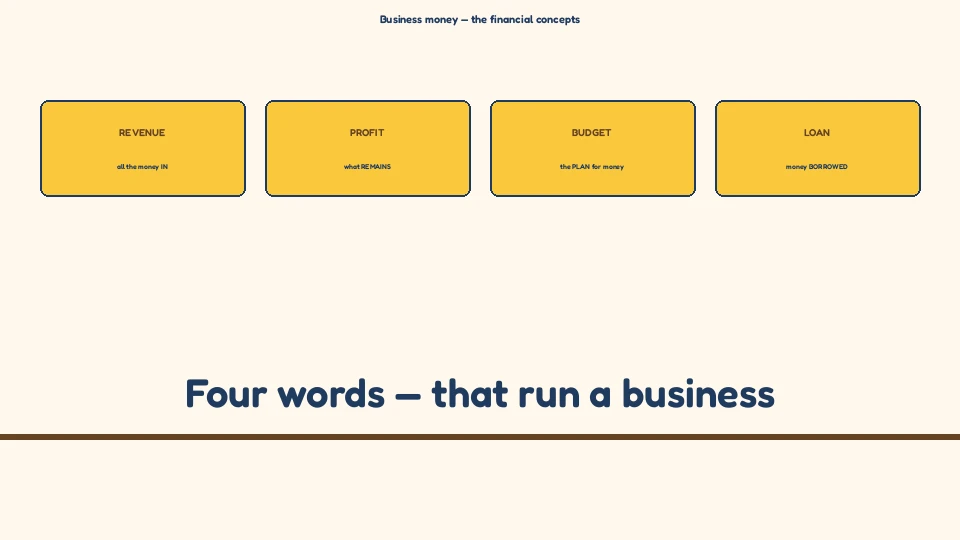 Business money — the financial concepts
REVENUE
all the money IN
PROFIT
what REMAINS
BUDGET
the PLAN for money
LOAN
money BORROWED
Four words — that run a business